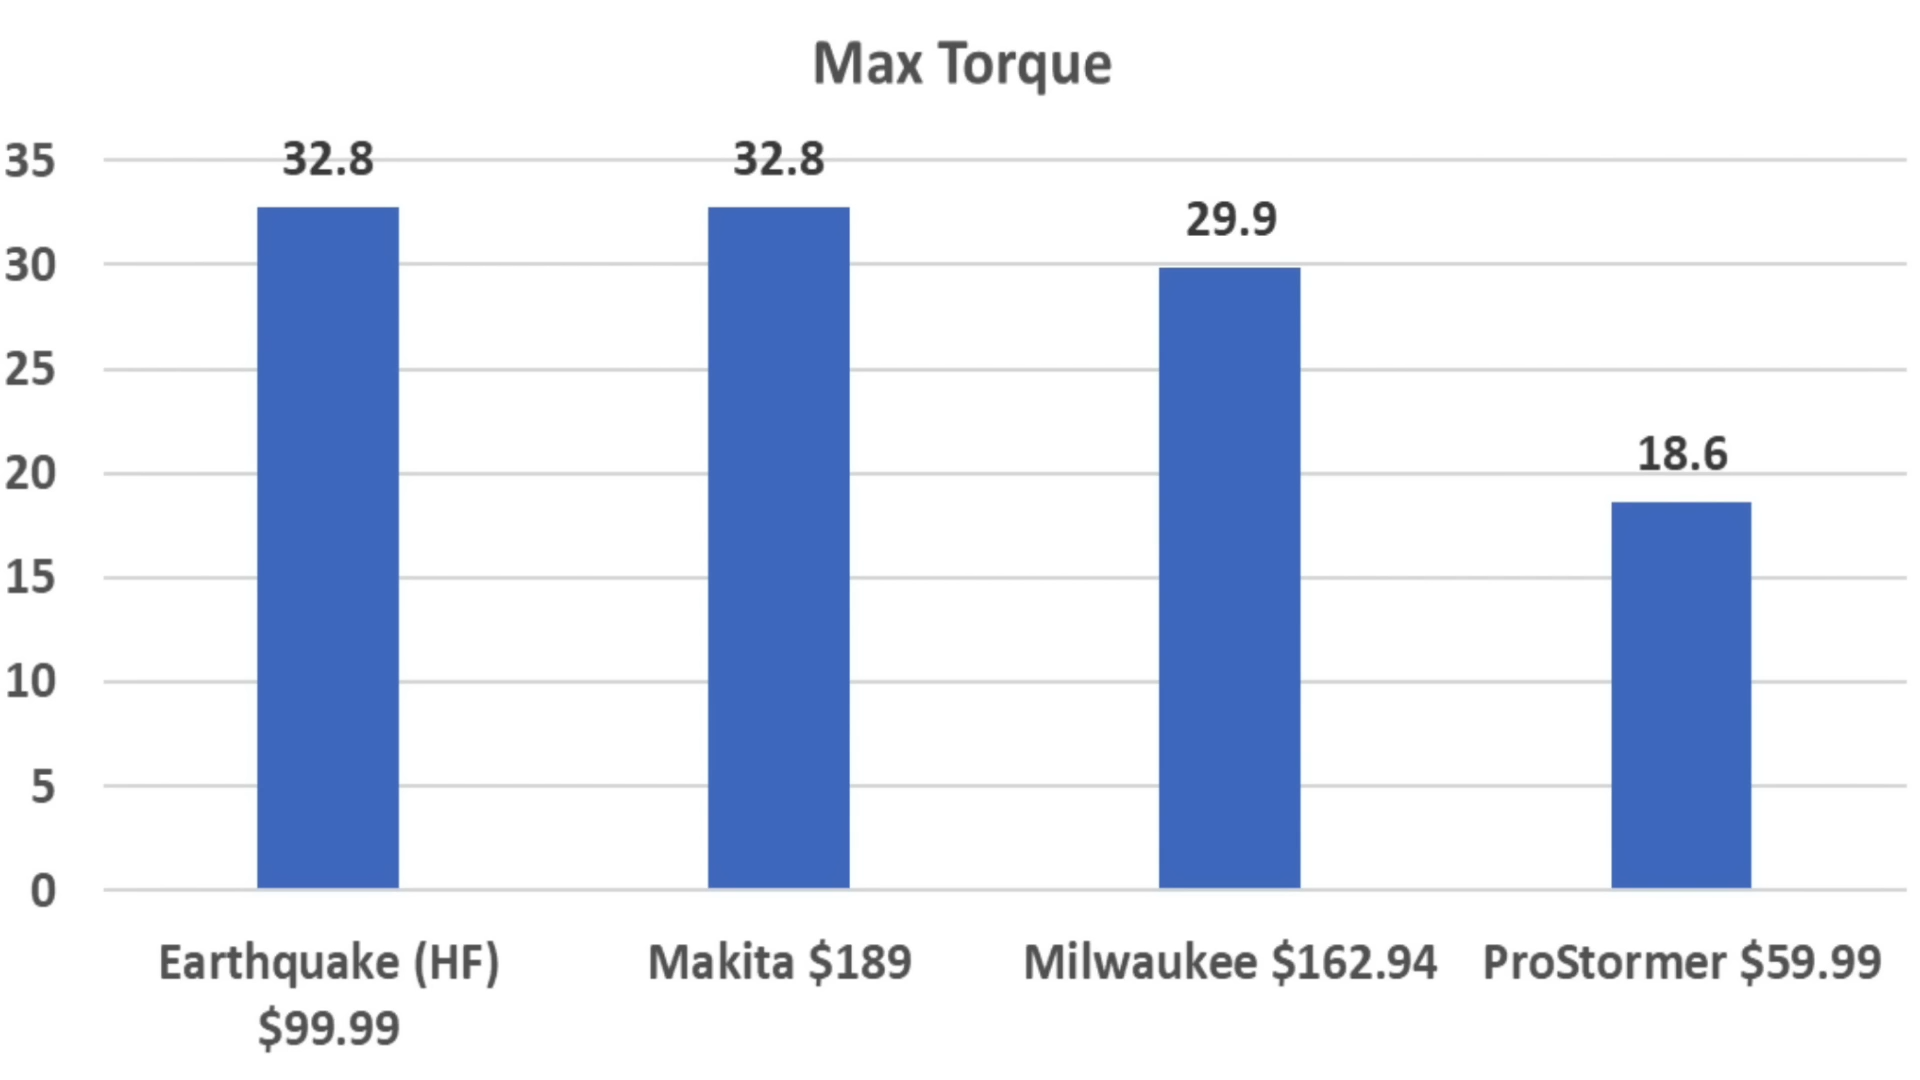 Max Torque
35
30
25
20
15
10
5
0
32.8
32.8
29.9
18.6
Earthquake (HF)
$99.99
Makita $189
Milwaukee $162.94
ProStormer $59.99